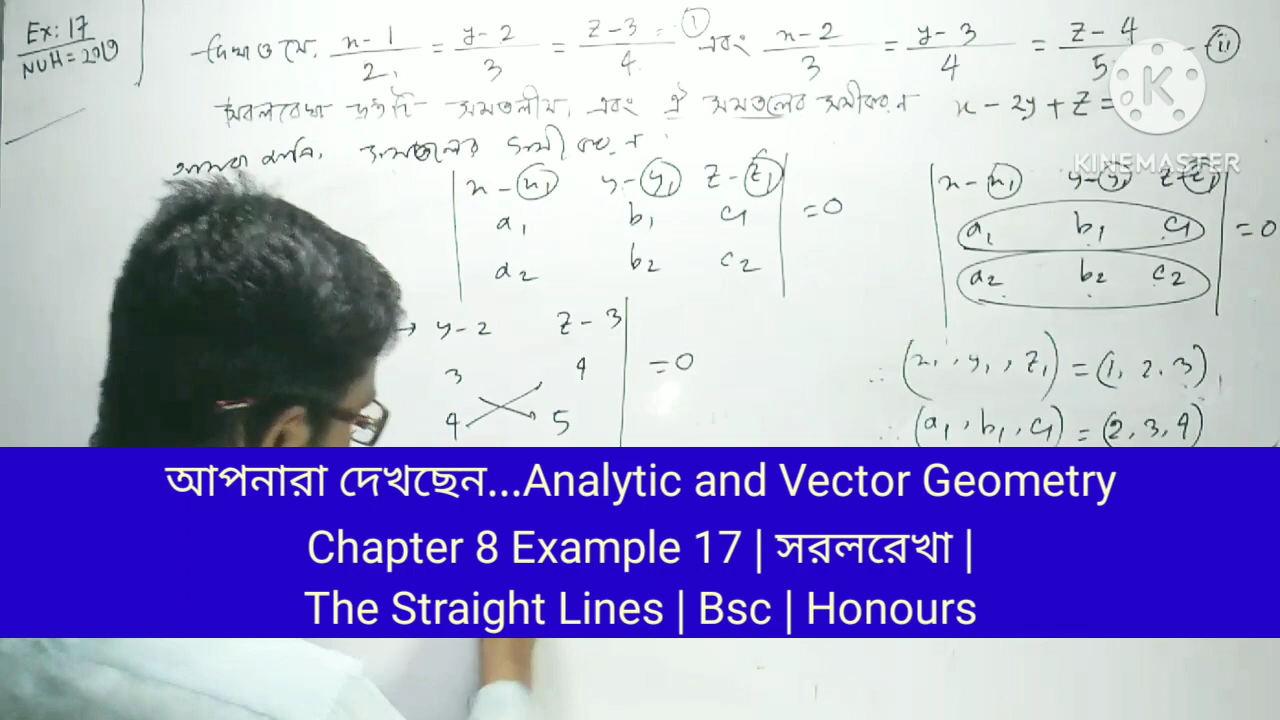 Ex: 17
NUH = 2019
দেখাও যে, x-1/2 = y-2/3 = z-3/4 - (i) এবং x-2/3 = y-3/4 = z-4/5 - (ii)
সরলরেখা দুইটি সমতলীয়, এবং ঐ সমতলের সমীকরণ x - 2y + z =
আমরা জানি, সমতলের সমীকরণ
| x - x₁ y - y₁ z - z₁ |
| a₁ b₁ c₁ | = 0
| a₂ b₂ c₂ |
→ y - 2 z - 3 |
3 4 | = 0
4 5 |
| x - x₁ y - y₁ z - z₁ |
| a₁ b₁ c₁ | = 0
| a₂ b₂ c₂ |
∴ (x₁, y₁, z₁) = (1, 2, 3)
∴ (a₁, b₁, c₁) = (2, 3, 4)
K
KINEMASTER
আপনারা দেখছেন...Analytic and Vector Geometry
Chapter 8 Example 17 | সরলরেখা |
The Straight Lines | Bsc | Honours